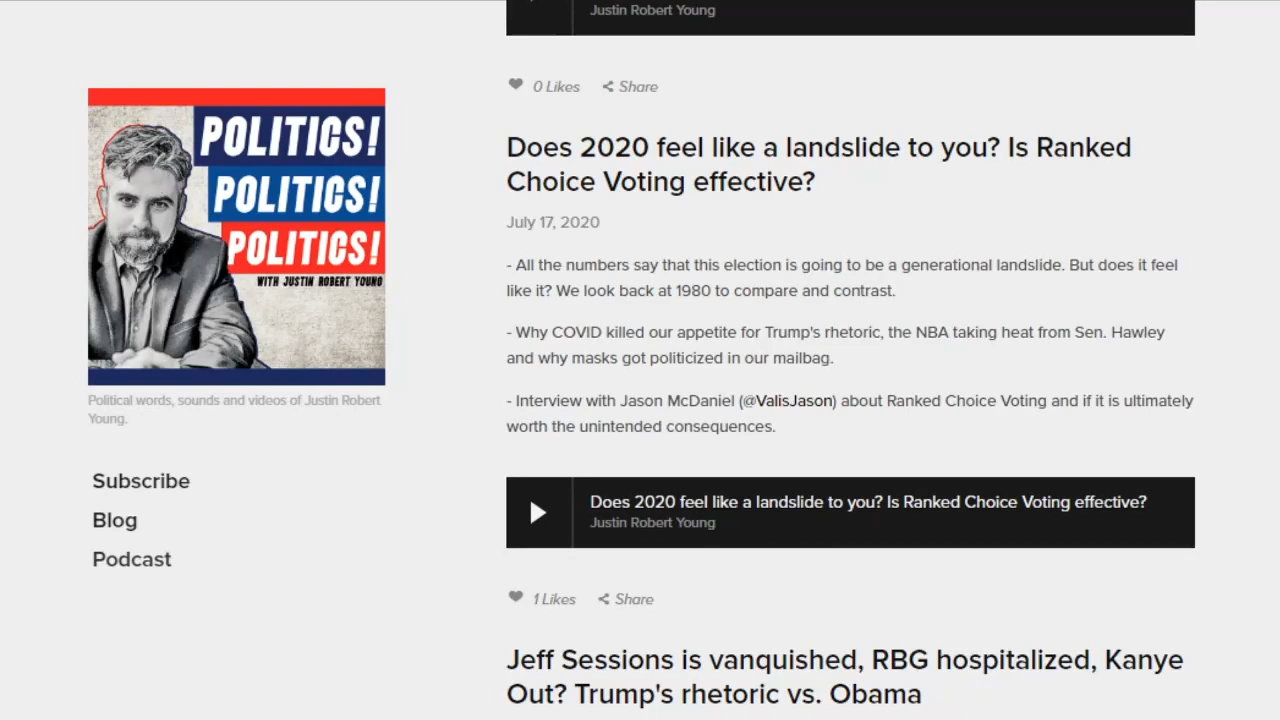 Justin Robert Young
0 Likes Share
Does 2020 feel like a landslide to you? Is Ranked
Choice Voting effective?
July 17, 2020
- All the numbers say that this election is going to be a generational landslide. But does it feel
like it? We look back at 1980 to compare and contrast.
- Why COVID killed our appetite for Trump's rhetoric, the NBA taking heat from Sen. Hawley
and why masks got politicized in our mailbag.
- Interview with Jason McDaniel (@ValisJason) about Ranked Choice Voting and if it is ultimately
worth the unintended consequences.
Does 2020 feel like a landslide to you? Is Ranked Choice Voting effective?
Justin Robert Young
1 Likes Share
Jeff Sessions is vanquished, RBG hospitalized, Kanye
Out? Trump's rhetoric vs. Obama
POLITICS!
POLITICS!
POLITICS!
WITH JUSTIN ROBERT YOUNG
Political words, sounds and videos of Justin Robert
Young.
Subscribe
Blog
Podcast